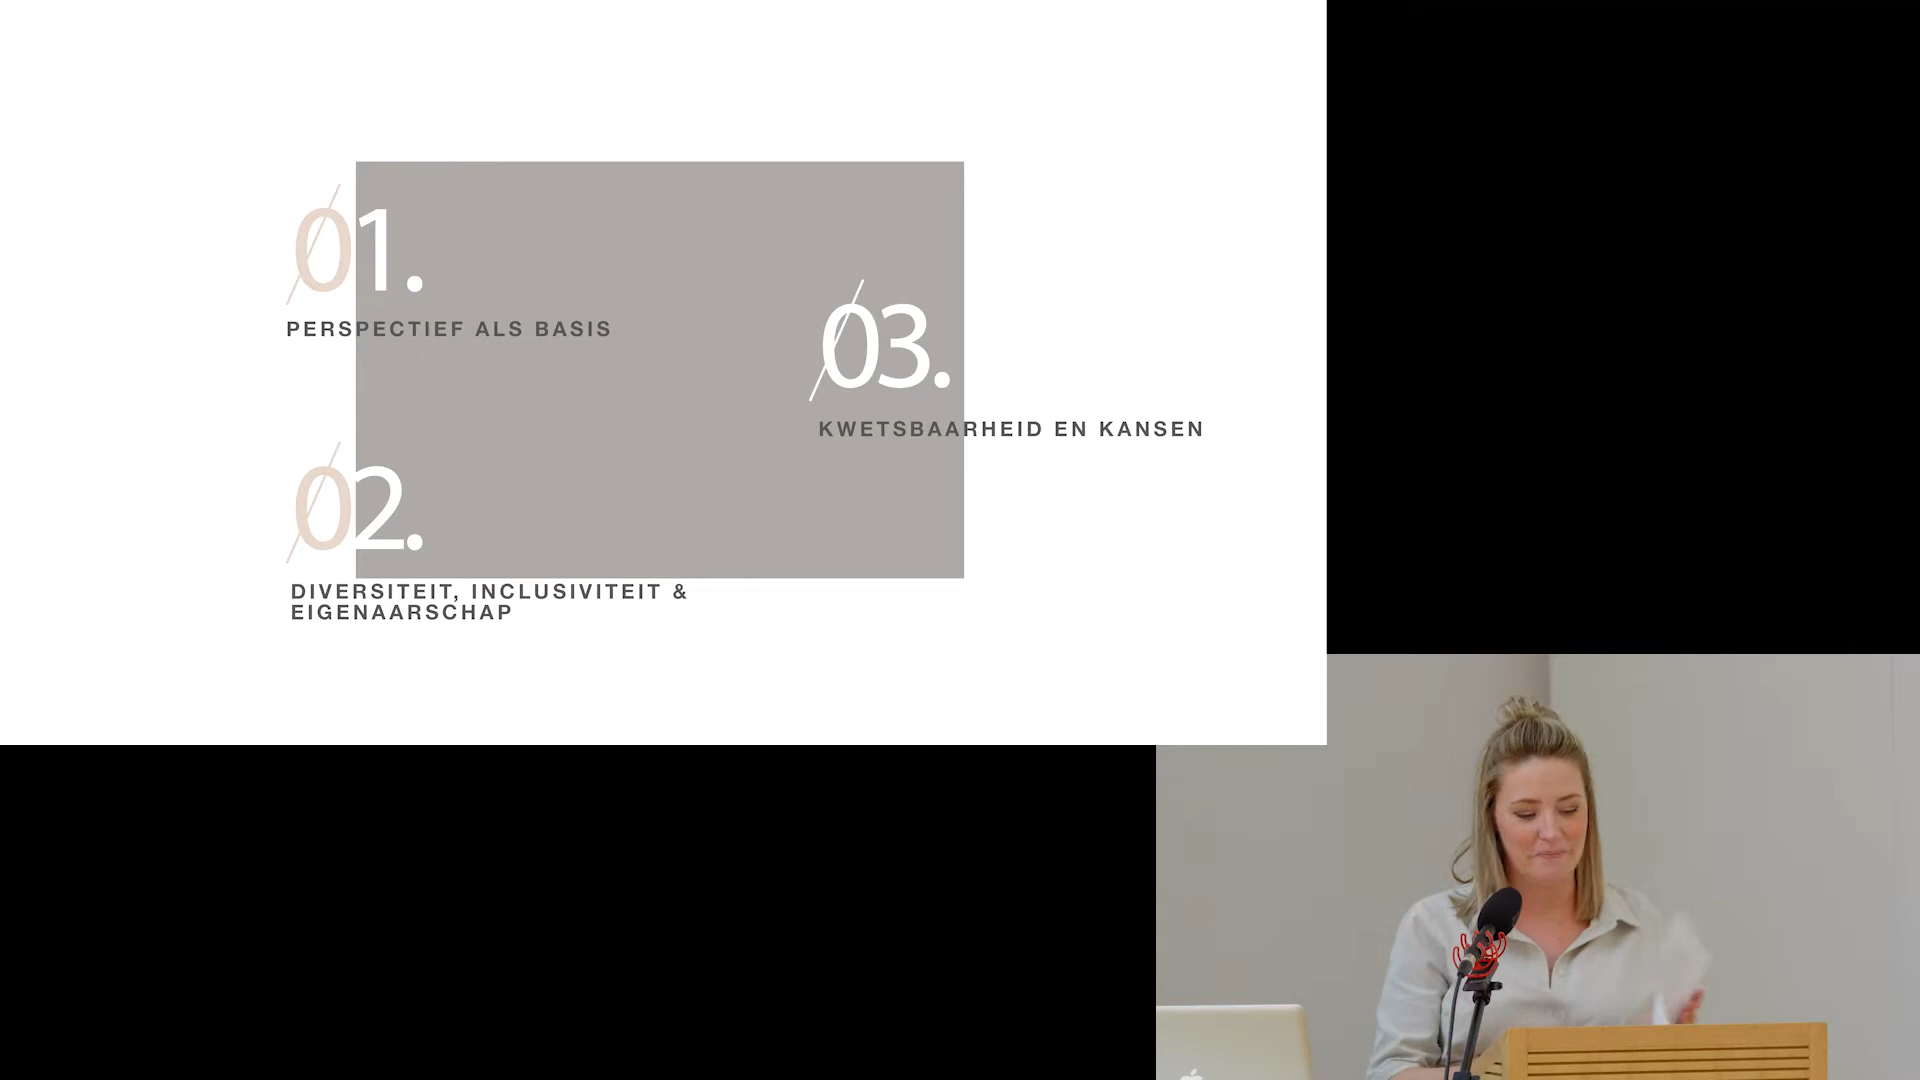 01.
PERSPECTIEF ALS BASIS
02.
DIVERSITEIT, INCLUSIVITEIT &
EIGENAARSCHAP
03.
KWETSBAARHEID EN KANSEN